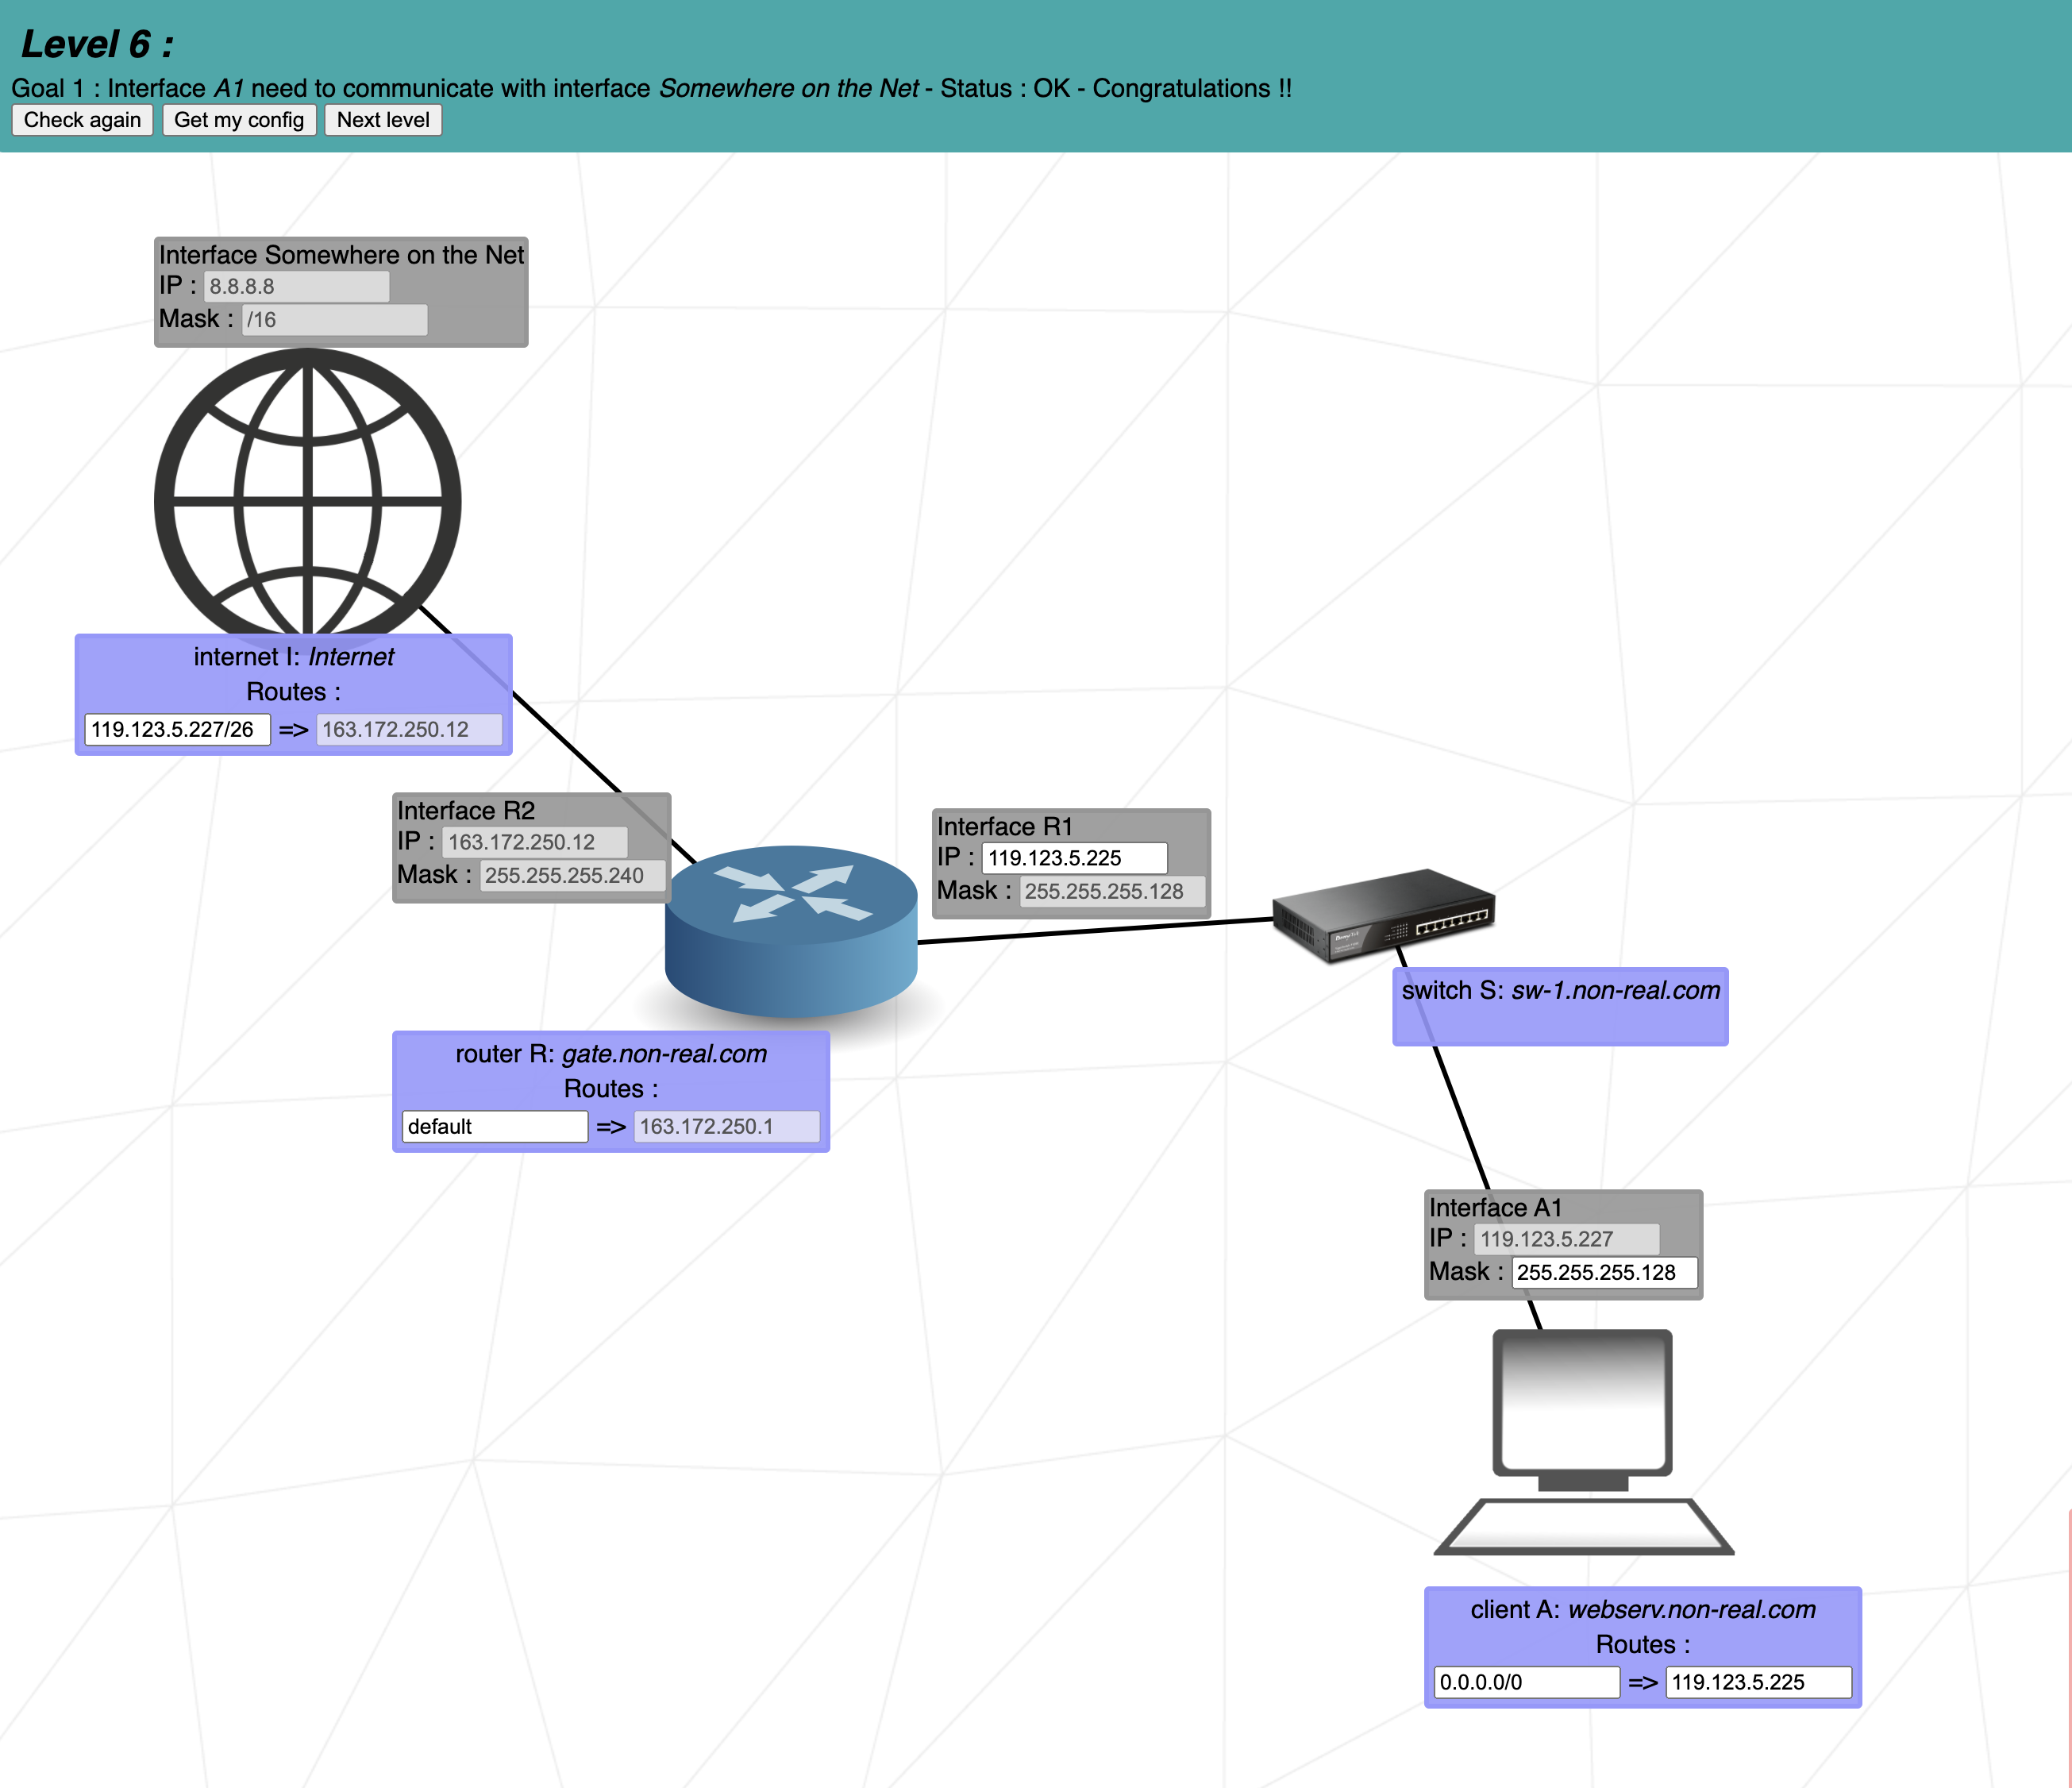 Level 6 :
Goal 1 : Interface A1 need to communicate with interface Somewhere on the Net - Status : OK - Congratulations !!
Check again Get my config Next level
Interface Somewhere on the Net
IP : 8.8.8.8
Mask : /16
internet I: Internet
Routes :
119.123.5.227/26 => 163.172.250.12
Interface R2
IP : 163.172.250.12
Mask : 255.255.255.240
Interface R1
IP : 119.123.5.225
Mask : 255.255.255.128
switch S: sw-1.non-real.com
router R: gate.non-real.com
Routes :
default => 163.172.250.1
Interface A1
IP : 119.123.5.227
Mask : 255.255.255.128
client A: webserv.non-real.com
Routes :
0.0.0.0/0 => 119.123.5.225